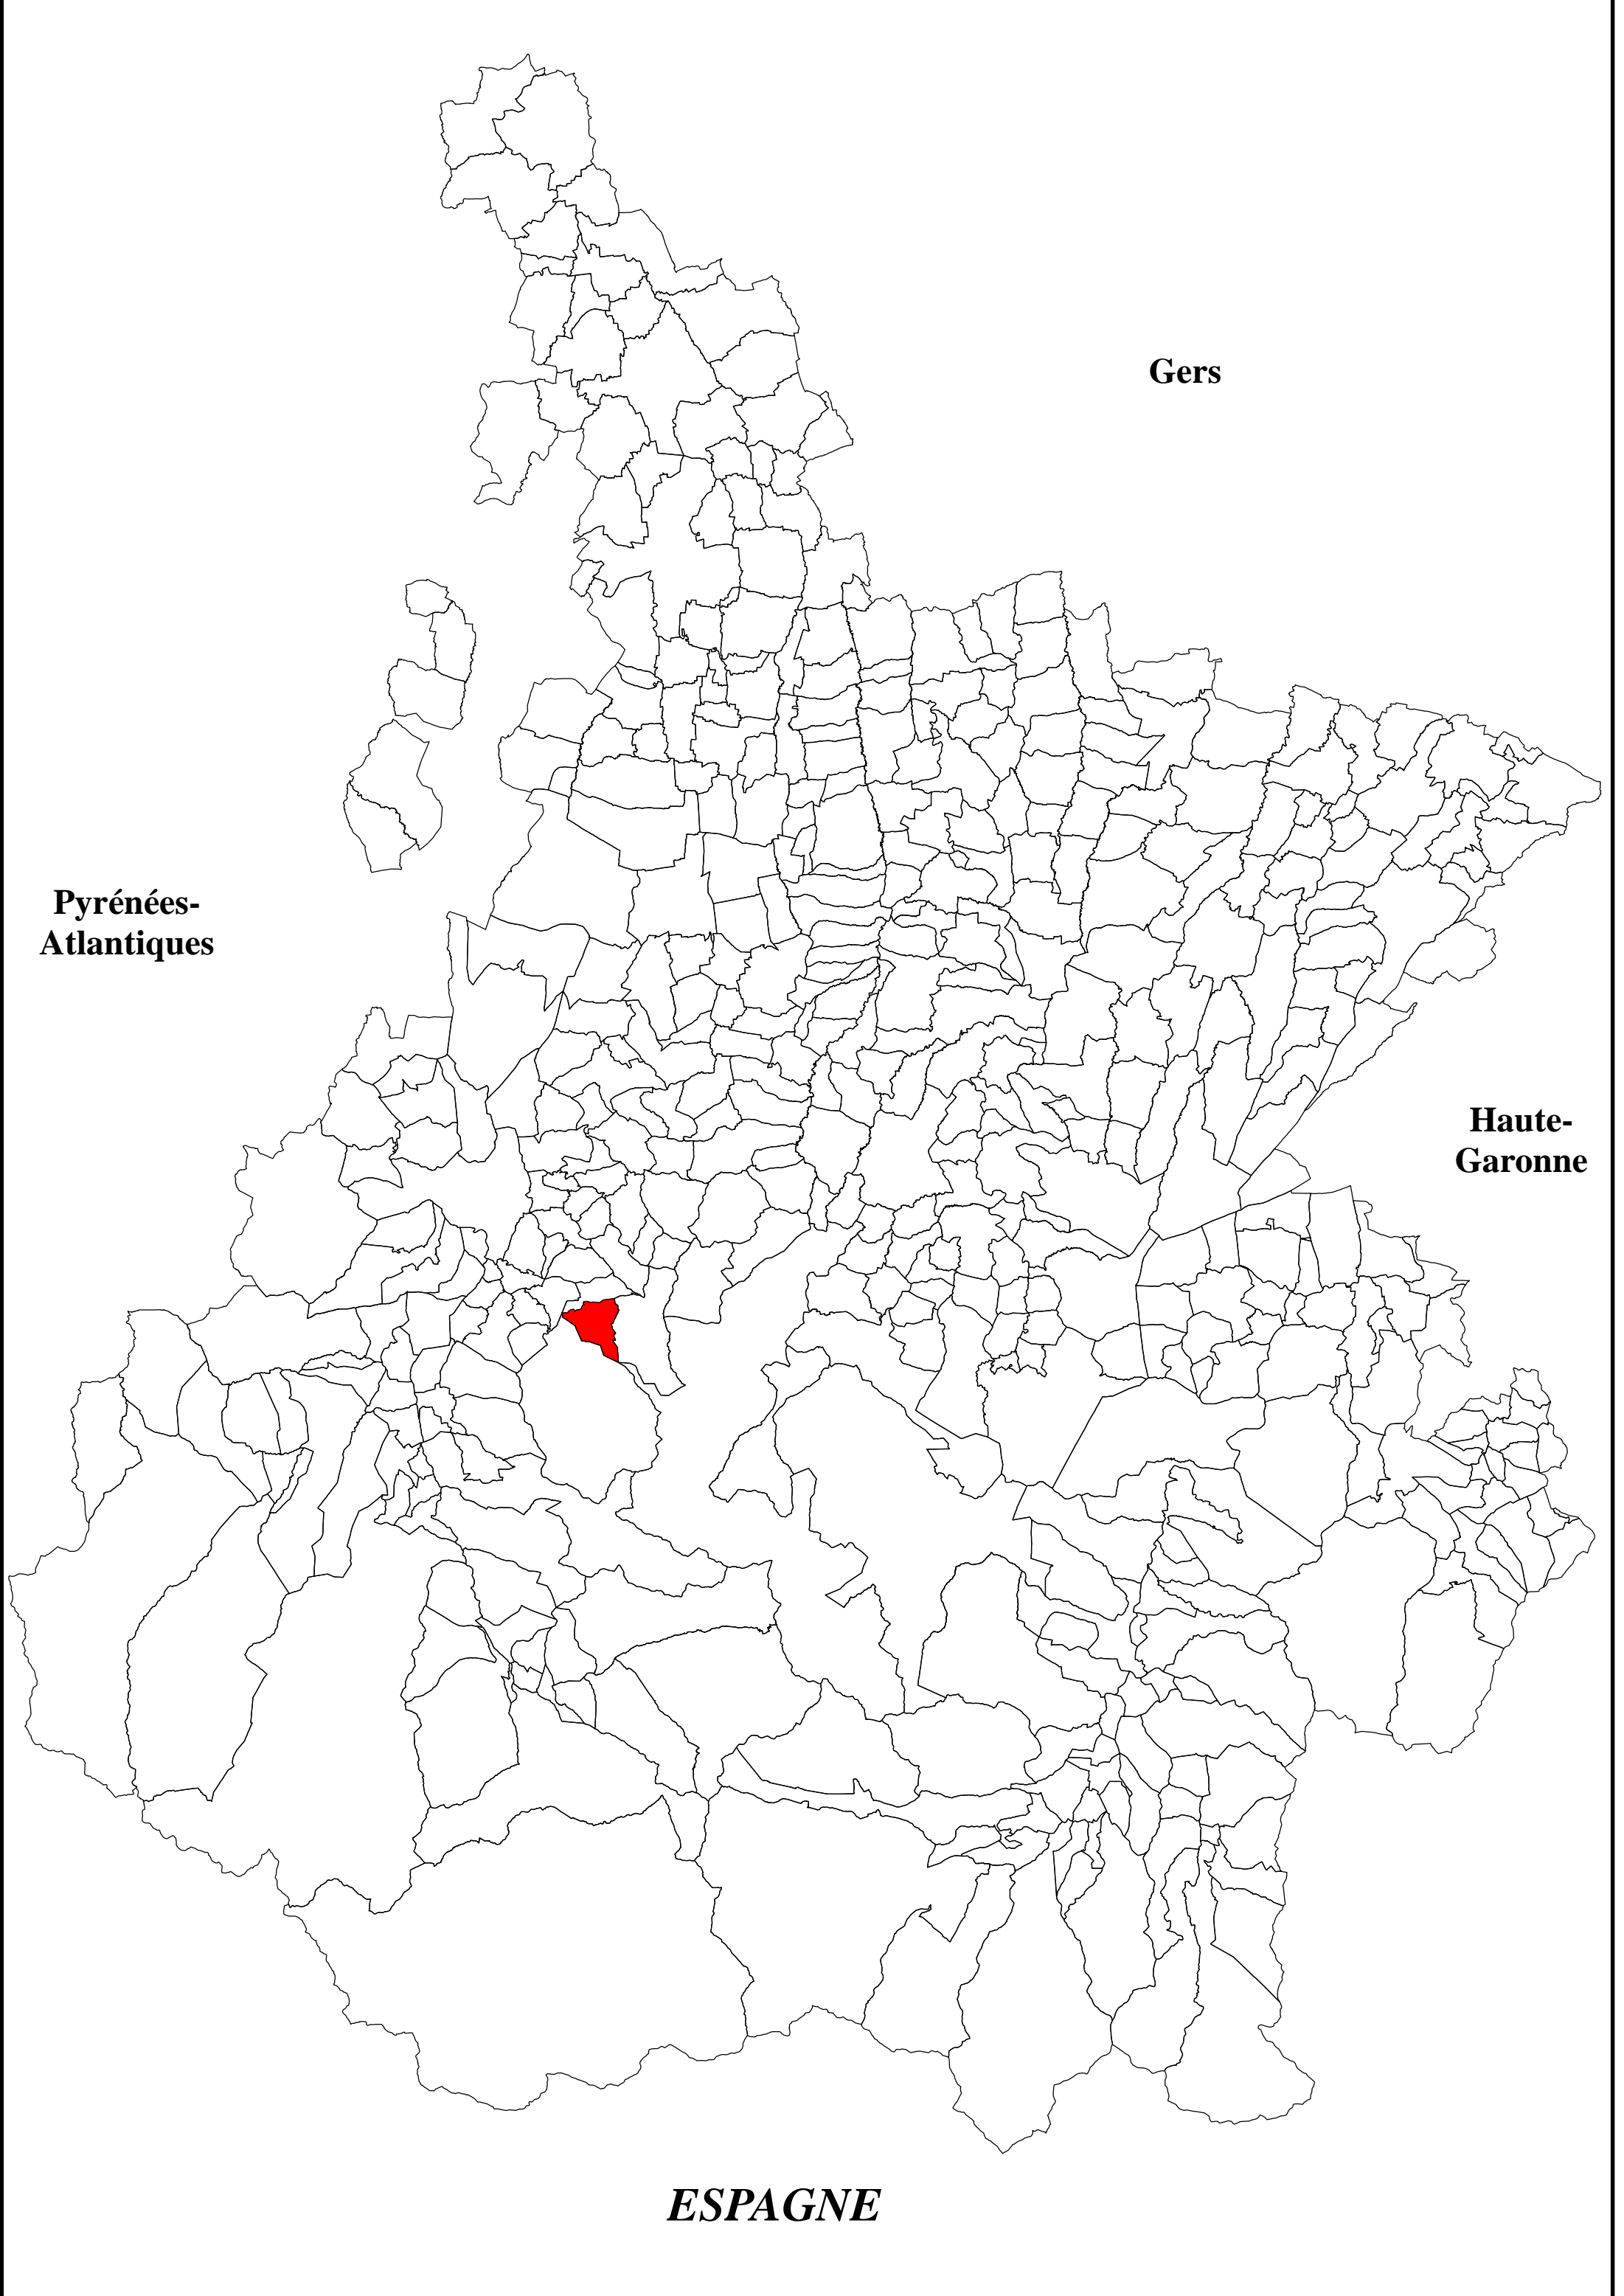 Gers
Pyrénées-
Atlantiques
Haute-
Garonne
ESPAGNE